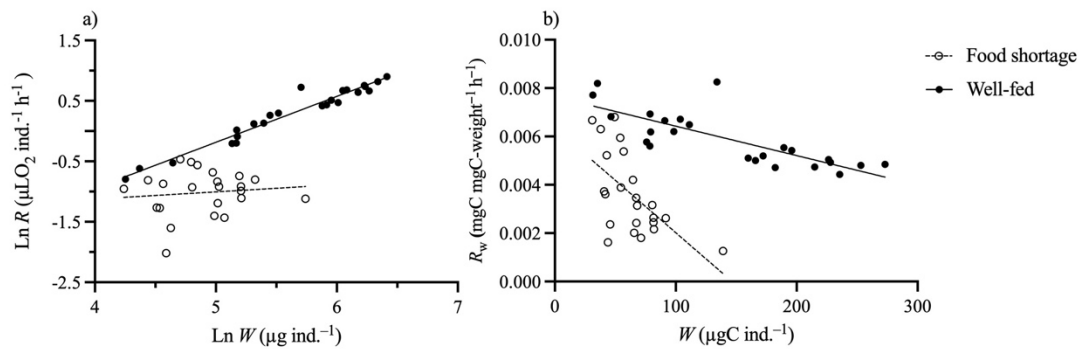 a)
1.5
0.5
-0.5
-1.5
-2.5
4
5
6
7
Ln R (µLO₂ ind.⁻¹ h⁻¹)
Ln W (µg ind.⁻¹)
b)
0.010
0.008
0.006
0.004
0.002
0.000
0
100
200
300
R_w (mgC mgC-weight⁻¹ h⁻¹)
W (µgC ind.⁻¹)
Food shortage
Well-fed